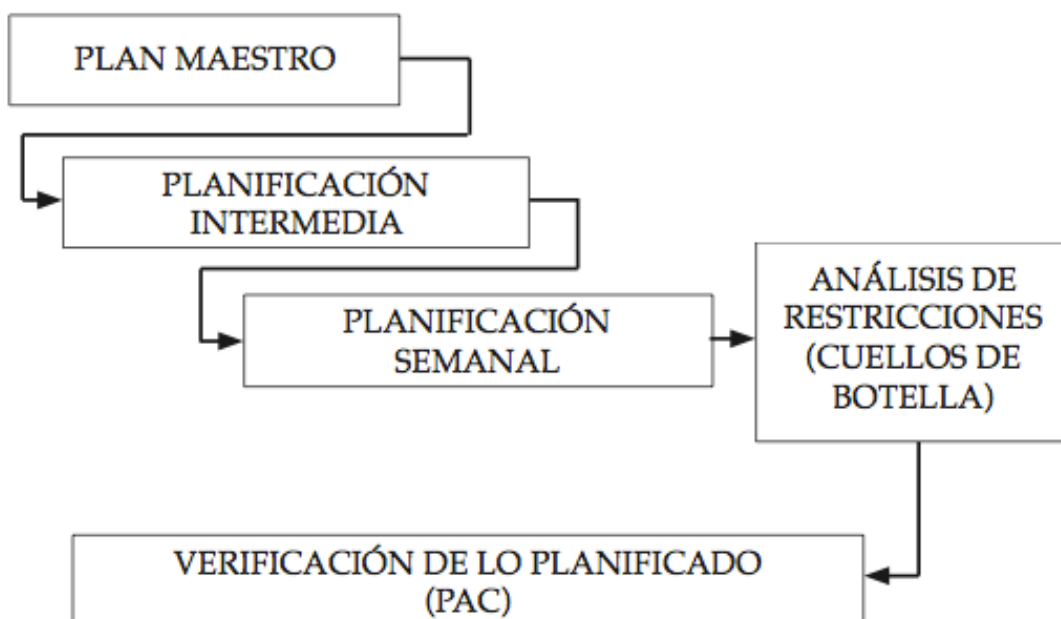 PLAN MAESTRO
PLANIFICACIÓN
INTERMEDIA
PLANIFICACIÓN
SEMANAL
ANÁLISIS DE
RESTRICCIONES
(CUELLOS DE
BOTELLA)
VERIFICACIÓN DE LO PLANIFICADO
(PAC)